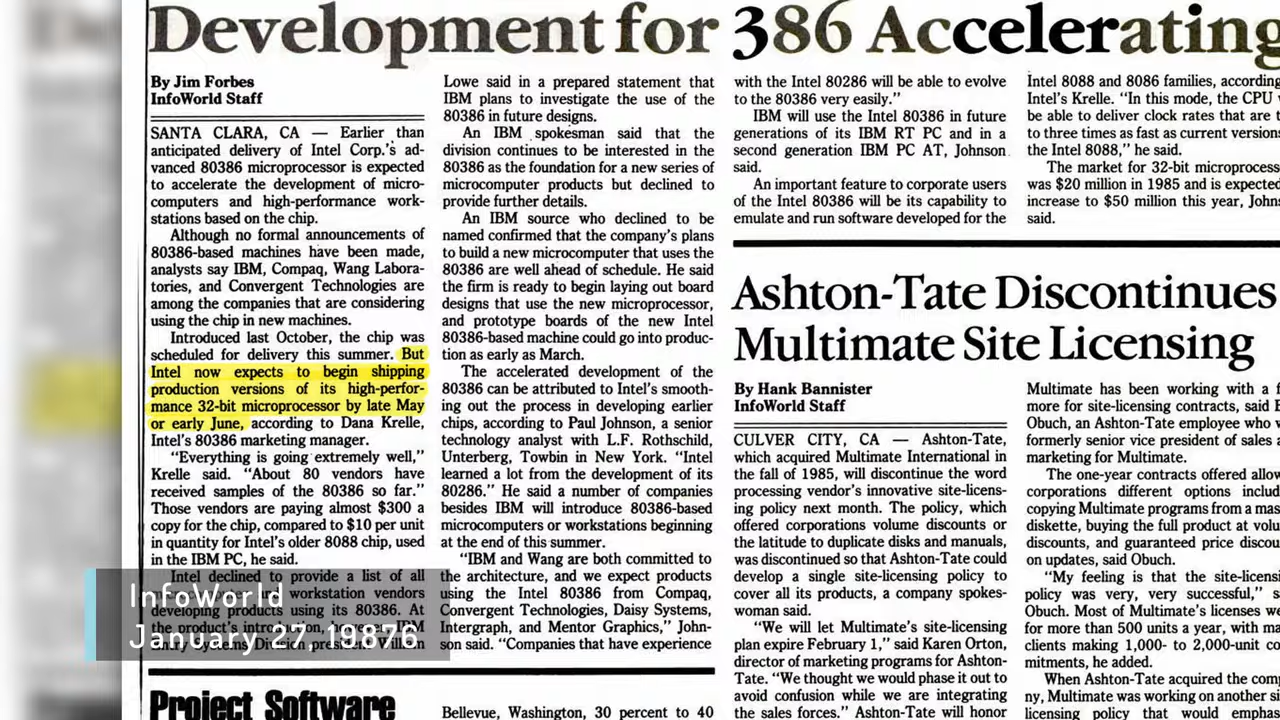 Development for 386 Accelerating
By Jim Forbes
InfoWorld Staff
SANTA CLARA, CA — Earlier than
anticipated delivery of Intel Corp.'s ad-
vanced 80386 microprocessor is expected
to accelerate the development of micro-
computers and high-performance work-
stations based on the chip.
Although no formal announcements of
80386-based machines have been made,
analysts say IBM, Compaq, Wang Labora-
tories, and Convergent Technologies are
among the companies that are considering
using the chip in new machines.
Introduced last October, the chip was
scheduled for delivery this summer. But
Intel now expects to begin shipping
production versions of its high-perfor-
mance 32-bit microprocessor by late May
or early June, according to Dana Krelle,
Intel's 80386 marketing manager.
"Everything is going extremely well,"
Krelle said. "About 80 vendors have
received samples of the 80386 so far."
Those vendors are paying almost $300 a
copy for the chip, compared to $10 per unit
in quantity for Intel's older 8088 chip, used
in the IBM PC, he said.
Intel declined to provide a list of all
workstation vendors
developing products using its 80386. At
the product's introduction, IBM
Entry Systems Division president William
Lowe said in a prepared statement that
IBM plans to investigate the use of the
80386 in future designs.
An IBM spokesman said that the
division continues to be interested in the
80386 as the foundation for a new series of
microcomputer products but declined to
provide further details.
An IBM source who declined to be
named confirmed that the company's plans
to build a new microcomputer that uses the
80386 are well ahead of schedule. He said
the firm is ready to begin laying out board
designs that use the new microprocessor,
and prototype boards of the new Intel
80386-based machine could go into produc-
tion as early as March.
The accelerated development of the
80386 can be attributed to Intel's smooth-
ing out the process in developing earlier
chips, according to Paul Johnson, a senior
technology analyst with L.F. Rothschild,
Unterberg, Towbin in New York. "Intel
learned a lot from the development of its
80286." He said a number of companies
besides IBM will introduce 80386-based
microcomputers or workstations beginning
at the end of this summer.
"IBM and Wang are both committed to
the architecture, and we expect products
using the Intel 80386 from Compaq,
Convergent Technologies, Daisy Systems,
Intergraph, and Mentor Graphics," John-
son said. "Companies that have experience
with the Intel 80286 will be able to evolve
to the 80386 very easily."
IBM will use the Intel 80386 in future
generations of its IBM RT PC and in a
second generation IBM PC AT, Johnson
said.
An important feature to corporate users
of the Intel 80386 will be its capability to
emulate and run software developed for the
Intel 8088 and 8086 families, according
Intel's Krelle. "In this mode, the CPU
be able to deliver clock rates that are
to three times as fast as current version
the Intel 8088," he said.
The market for 32-bit microprocess
was $20 million in 1985 and is expected
increase to $50 million this year, John
said.
Ashton-Tate Discontinues
Multimate Site Licensing
By Hank Bannister
InfoWorld Staff
CULVER CITY, CA — Ashton-Tate,
which acquired Multimate International in
the fall of 1985, will discontinue the word
processing vendor's innovative site-licens-
ing policy next month. The policy, which
offered corporations volume discounts or
the latitude to duplicate disks and manuals,
was discontinued so that Ashton-Tate could
develop a single site-licensing policy to
cover all its products, a company spokes-
woman said.
"We will let Multimate's site-licensing
plan expire February 1," said Karen Orton,
director of marketing programs for Ashton-
Tate. "We thought we would phase it out to
avoid confusion while we are integrating
the sales forces." Ashton-Tate will honor
Multimate has been working with a
more for site-licensing contracts, said
Obuch, an Ashton-Tate employee who
formerly senior vice president of sales
marketing for Multimate.
The one-year contracts offered allow
corporations different options includ
copying Multimate programs from a mas
diskette, buying the full product at volu
discounts, and guaranteed price discou
on updates, said Obuch.
"My feeling is that the site-licensi
policy was very, very successful," s
Obuch. Most of Multimate's licenses w
for more than 500 units a year, with ma
clients making 1,000- to 2,000-unit co
mitments, he added.
When Ashton-Tate acquired the com
ny, Multimate was working on another si
licensing policy that would emphas
Project Software
Bellevue, Washington, 30 percent to 40
InfoWorld
January 27, 19876